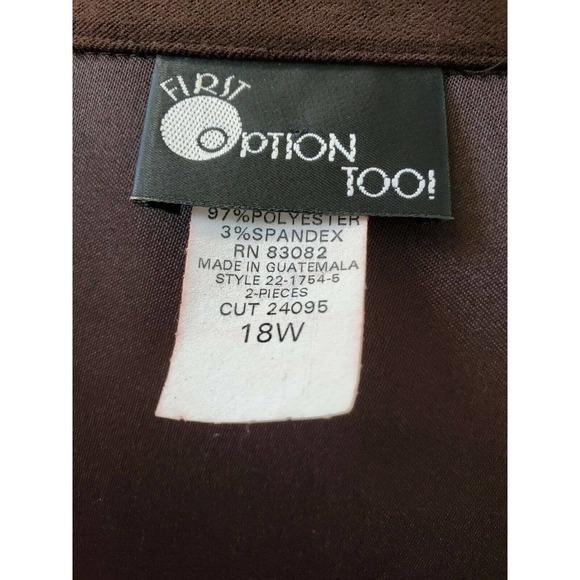 FIRST
OPTION
TOO!
97%POLYESTER
3%SPANDEX
RN 83082
MADE IN GUATEMALA
STYLE 22-1754-5
2-PIECES
CUT 24095
18W